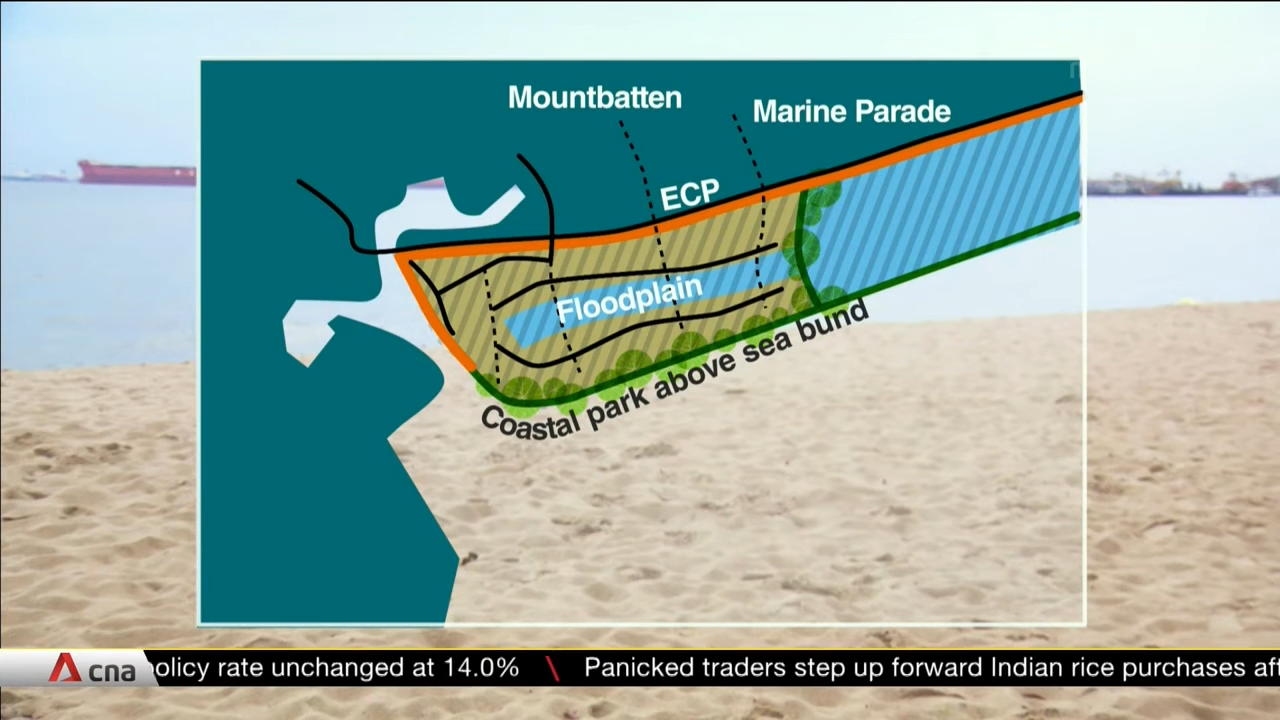 Mountbatten
Marine Parade
ECP
Floodplain
Coastal park above sea bund
cna
olicy rate unchanged at 14.0% \ Panicked traders step up forward Indian rice purchases af